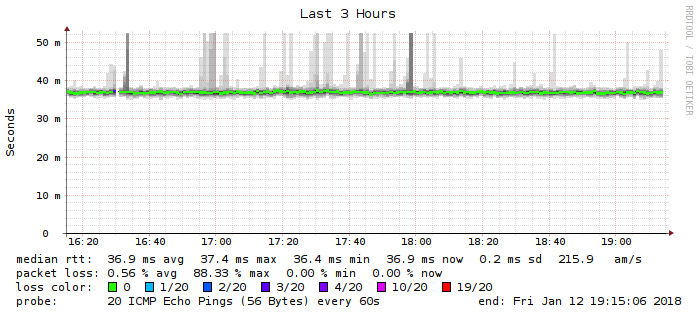 Last 3 Hours
RRDTOOL / TOBI OETIKER
Seconds
50 m
40 m
30 m
20 m
10 m
0
16:20 16:40 17:00 17:20 17:40 18:00 18:20 18:40 19:00
median rtt: 36.9 ms avg 37.4 ms max 36.4 ms min 36.9 ms now 0.2 ms sd 215.9 am/s
packet loss: 0.56 % avg 88.33 % max 0.00 % min 0.00 % now
loss color: 0 1/20 2/20 3/20 4/20 10/20 19/20
probe: 20 ICMP Echo Pings (56 Bytes) every 60s end: Fri Jan 12 19:15:06 2018